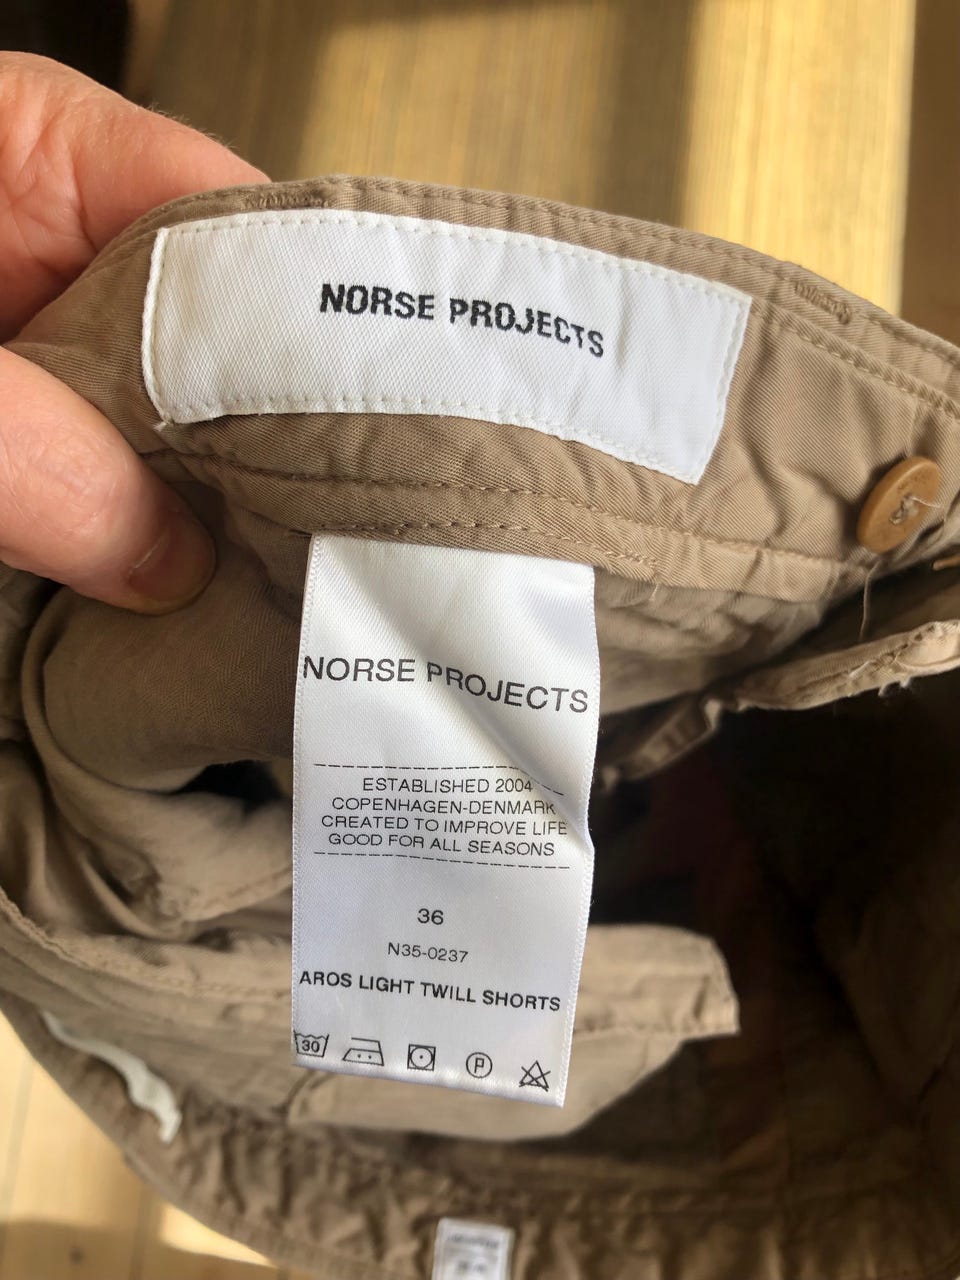 NORSE PROJECTS
NORSE PROJECTS
ESTABLISHED 2004
COPENHAGEN-DENMARK
CREATED TO IMPROVE LIFE
GOOD FOR ALL SEASONS
36
N35-0237
AROS LIGHT TWILL SHORTS
30
P